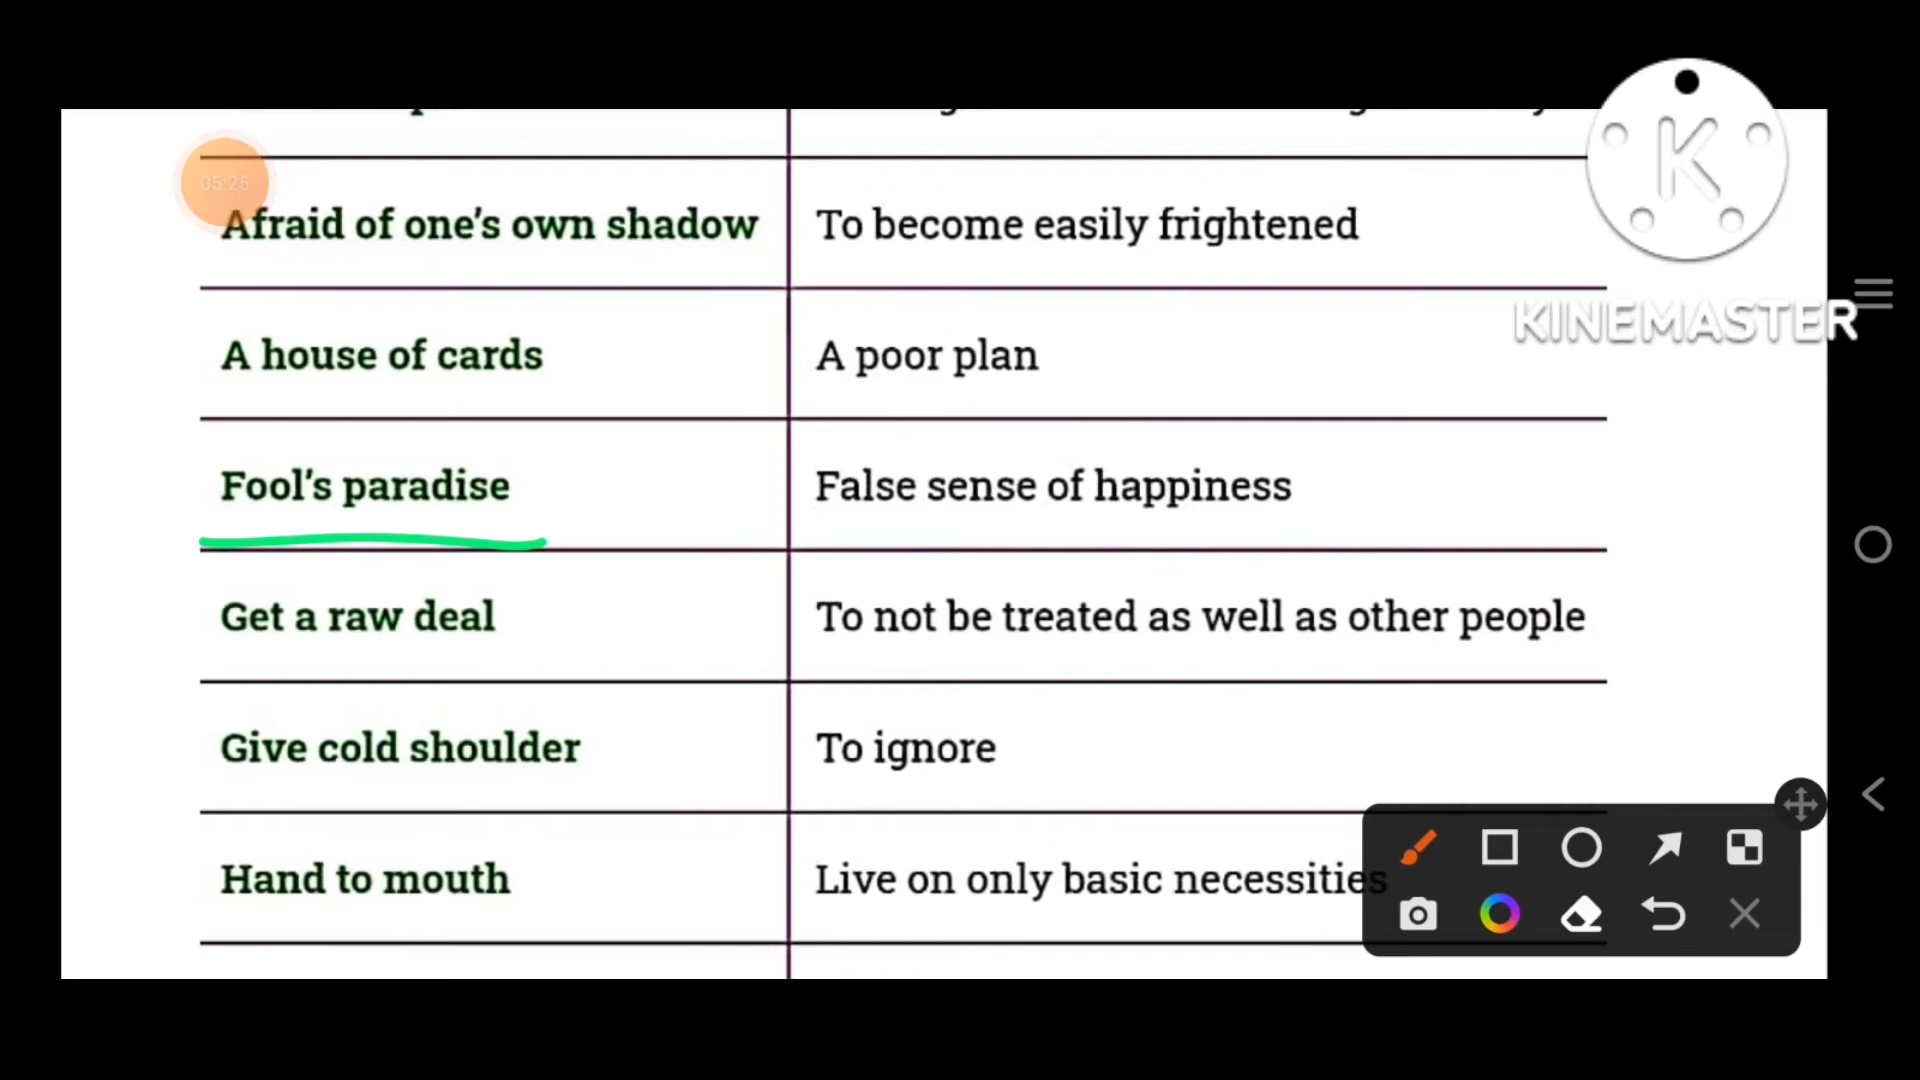 05:25
Afraid of one's own shadow To become easily frightened
A house of cards A poor plan
Fool's paradise False sense of happiness
Get a raw deal To not be treated as well as other people
Give cold shoulder To ignore
Hand to mouth Live on only basic necessities
K
KINEMASTER